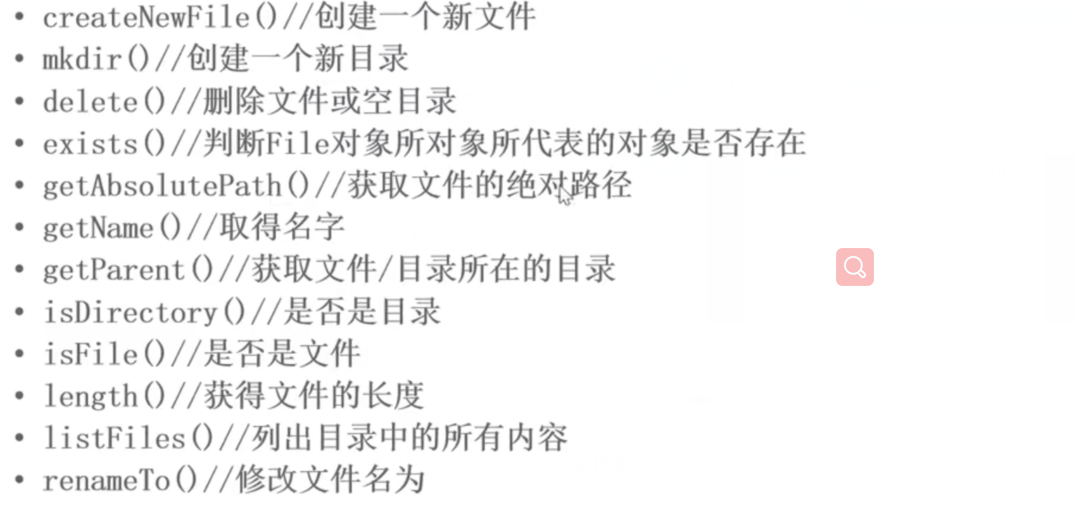 • createNewFile()//创建一个新文件
• mkdir()//创建一个新目录
• delete()//删除文件或空目录
• exists()//判断File对象所对象所代表的对象是否存在
• getAbsolutePath()//获取文件的绝对路径
• getName()//取得名字
• getParent()//获取文件/目录所在的目录
• isDirectory()//是否是目录
• isFile()//是否是文件
• length()//获得文件的长度
• listFiles()//列出目录中的所有内容
• renameTo()//修改文件名为